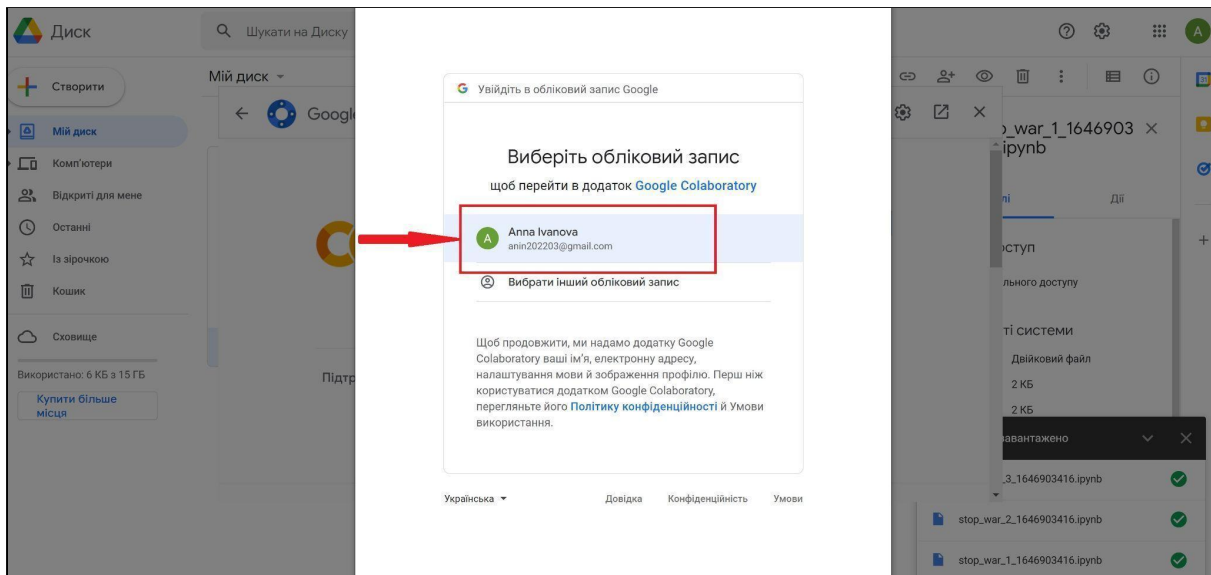 Диск
Шукати на Диску
A
Створити
Мій диск
Мій диск
Комп'ютери
Відкриті для мене
Останні
Із зірочкою
Кошик
Сховище
Використано: 6 КБ з 15 ГБ
Купити більше
місця
Увійдіть в обліковий запис Google
Виберіть обліковий запис
щоб перейти в додаток Google Colaboratory
A
Anna Ivanova
anin202203@gmail.com
Вибрати інший обліковий запис
Щоб продовжити, ми надамо додатку Google
Colaboratory ваші ім'я, електронну адресу,
налаштування мови й зображення профілю. Перш ніж
користуватися додатком Google Colaboratory,
перегляньте його Політику конфіденційності й Умови
використання.
Українська
Довідка Конфіденційність Умови
_war_1_1646903
ipynb
Дії
льного доступу
ті системи
Двійковий файл
2 КБ
2 КБ
авантажено
_3_1646903416.ipynb
stop_war_2_1646903416.ipynb
stop_war_1_1646903416.ipynb